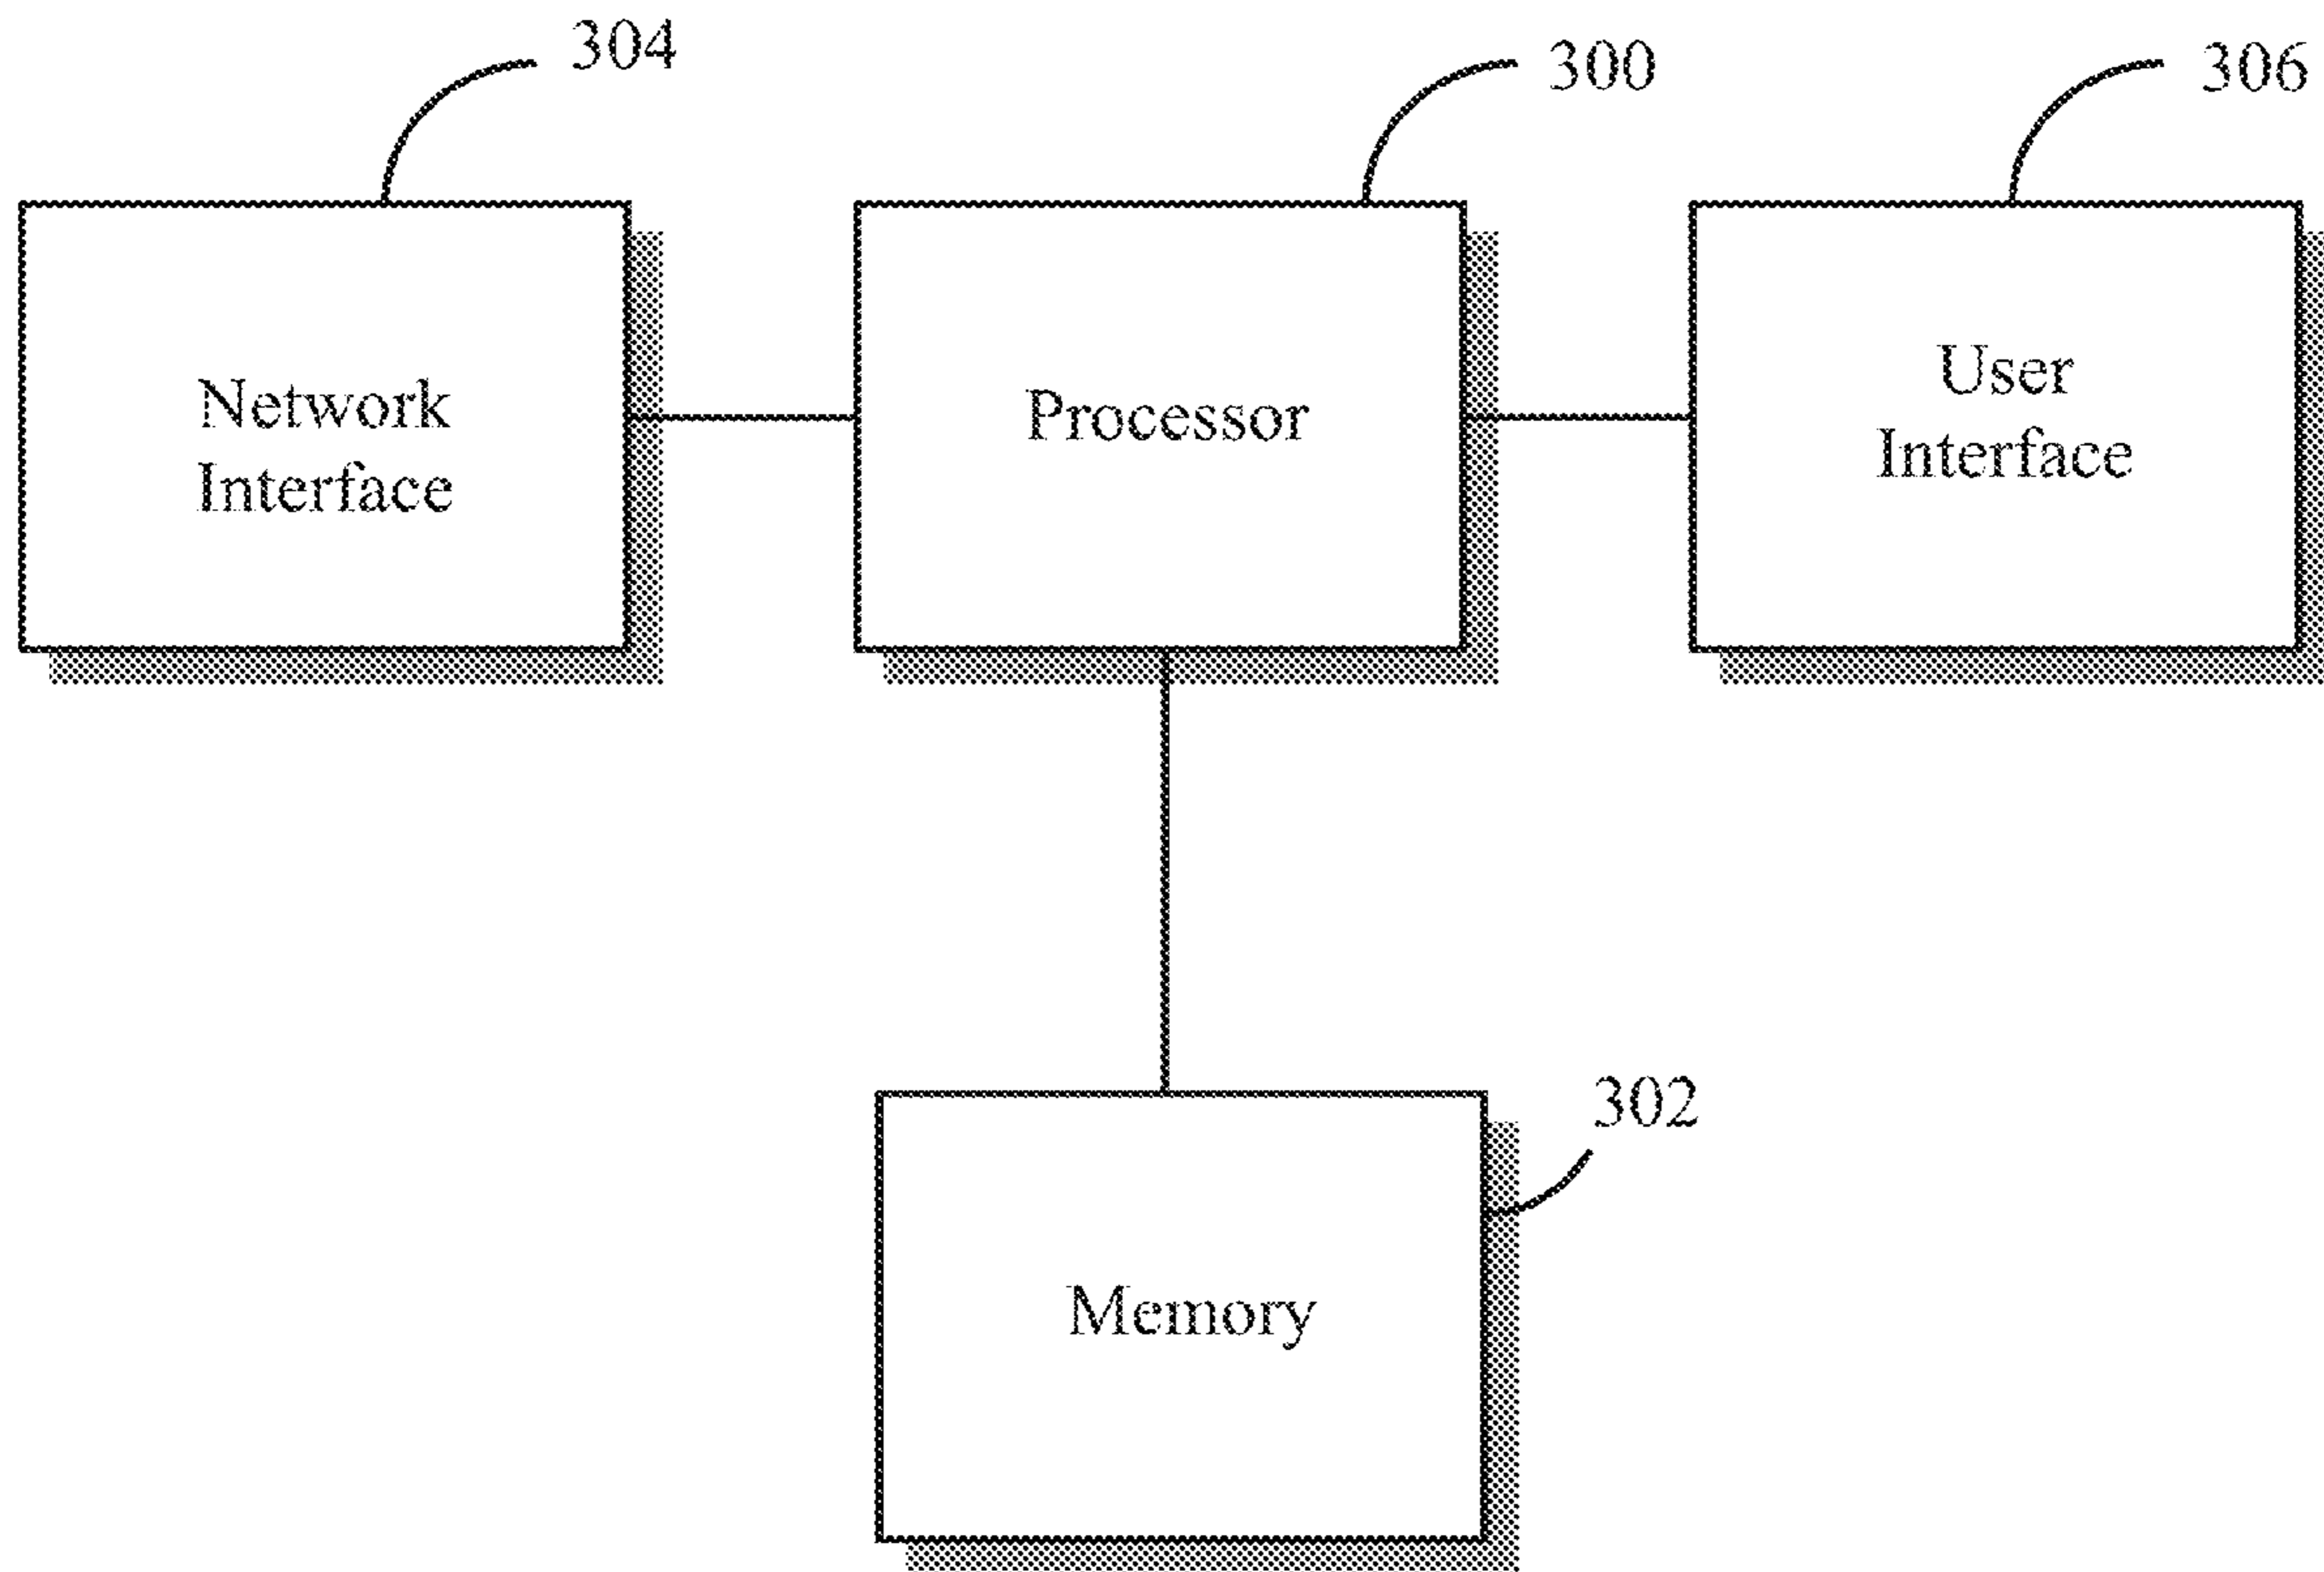 304
300
306
Network
Interface
Processor
User
Interface
302
Memory